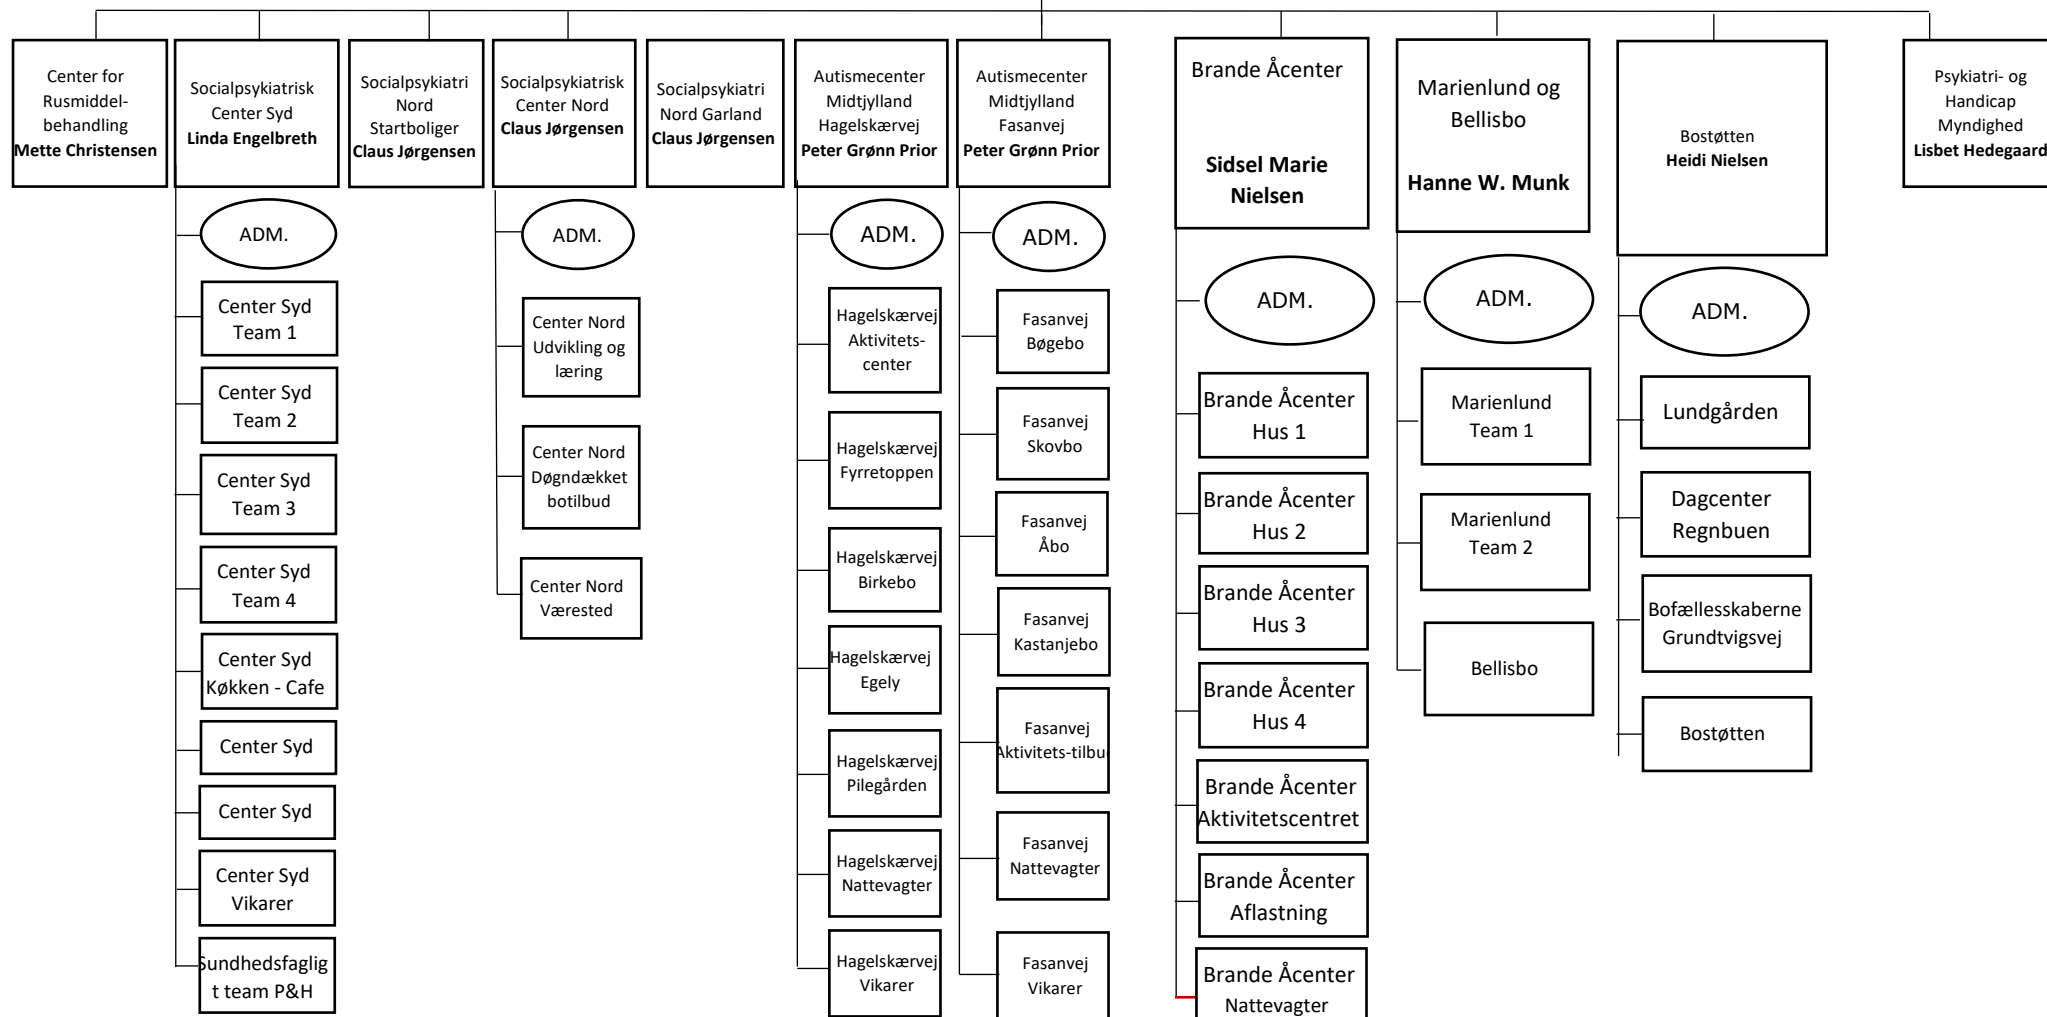 Center for
Rusmiddel-
behandling
Mette Christensen
Socialpsykiatrisk
Center Syd
Linda Engelbreth
Socialpsykiatri
Nord
Startboliger
Claus Jørgensen
Socialpsykiatrisk
Center Nord
Claus Jørgensen
Socialpsykiatri
Nord Garland
Claus Jørgensen
Autismecenter
Midtjylland
Hagelskærvej
Peter Grønn Prior
Autismecenter
Midtjylland
Fasanvej
Peter Grønn Prior
Brande Åcenter
Sidsel Marie
Nielsen
Marienlund og
Bellisbo
Hanne W. Munk
Bostøtten
Heidi Nielsen
Psykiatri- og
Handicap
Myndighed
Lisbet Hedegaard
ADM.
Center Syd
Team 1
Center Syd
Team 2
Center Syd
Team 3
Center Syd
Team 4
Center Syd
Køkken - Cafe
Center Syd
Center Syd
Center Syd
Vikarer
Sundhedsfaglig
t team P&H
ADM.
Center Nord
Udvikling og
læring
Center Nord
Døgndækket
botilbud
Center Nord
Værested
ADM.
Hagelskærvej
Aktivitets-
center
Hagelskærvej
Fyrretoppen
Hagelskærvej
Birkebo
Hagelskærvej
Egely
Hagelskærvej
Pilegården
Hagelskærvej
Nattevagter
Hagelskærvej
Vikarer
ADM.
Fasanvej
Bøgebo
Fasanvej
Skovbo
Fasanvej
Åbo
Fasanvej
Kastanjebo
Fasanvej
Aktivitets-tilbud
Fasanvej
Nattevagter
Fasanvej
Vikarer
ADM.
Brande Åcenter
Hus 1
Brande Åcenter
Hus 2
Brande Åcenter
Hus 3
Brande Åcenter
Hus 4
Brande Åcenter
Aktivitetscentret
Brande Åcenter
Aflastning
Brande Åcenter
Nattevagter
ADM.
Marienlund
Team 1
Marienlund
Team 2
Bellisbo
ADM.
Lundgården
Dagcenter
Regnbuen
Bofællesskaberne
Grundtvigsvej
Bostøtten